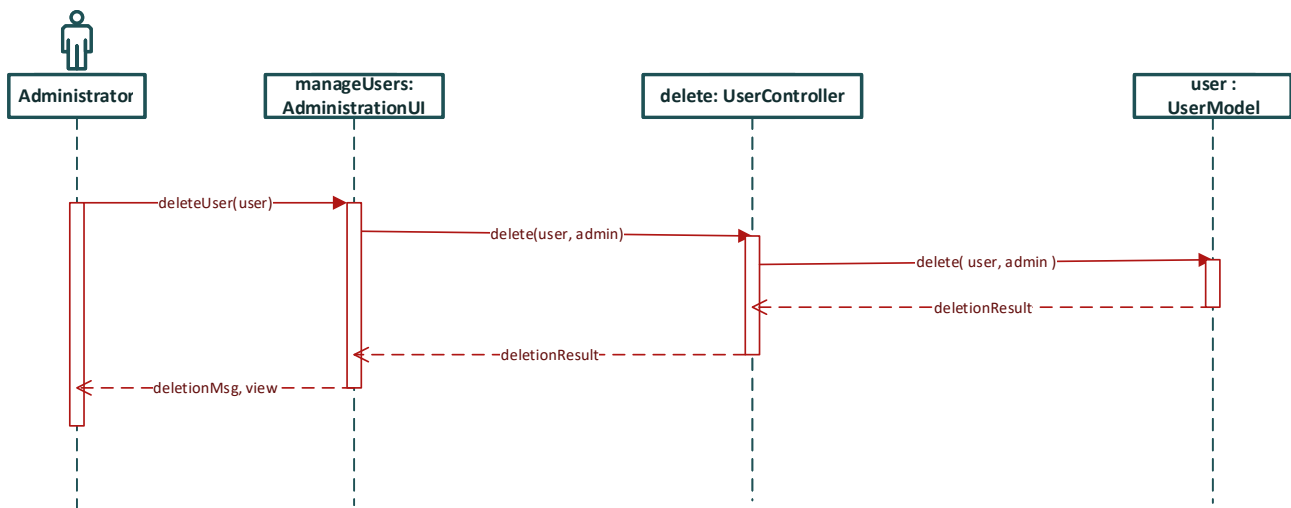 Administrator
manageUsers:
AdministrationUI
delete: UserController
user :
UserModel
deleteUser(user)
delete(user, admin)
delete( user, admin )
deletionResult
deletionResult
deletionMsg, view